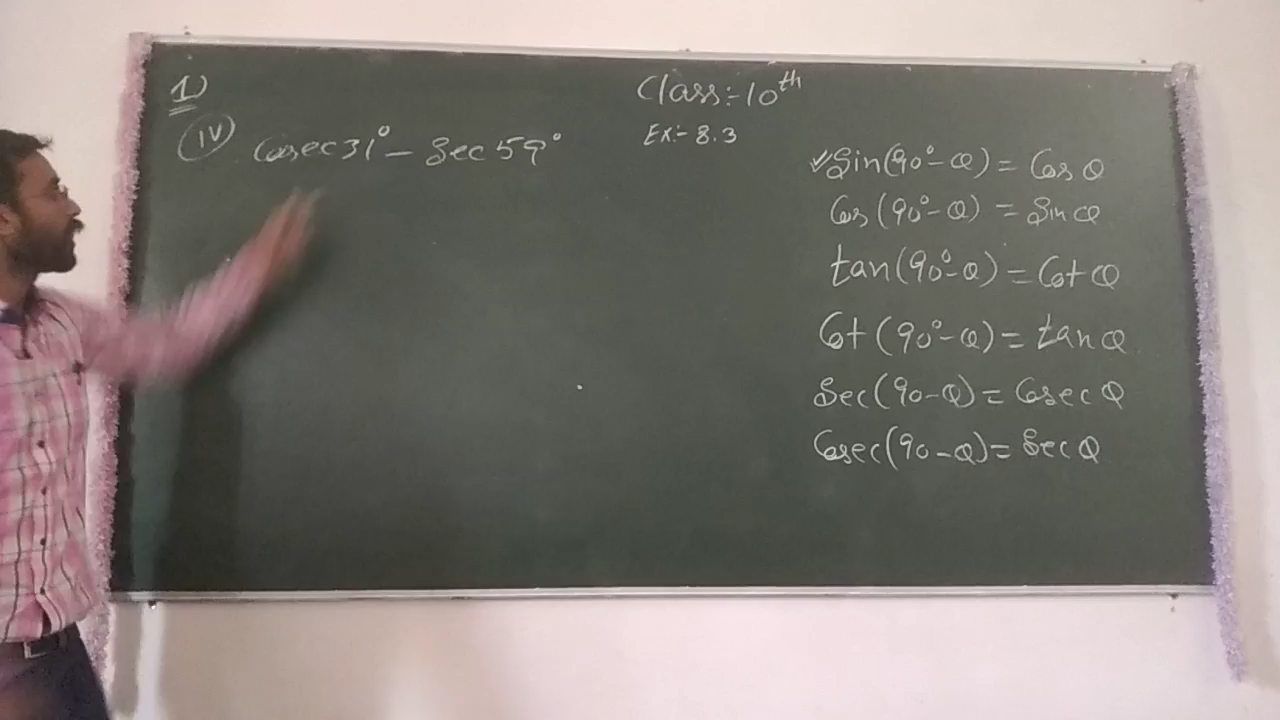 1)
Class:- 10th
Ex:- 8.3
(iv) Cosec 31° - Sec 59°
Sin(90°-θ) = Cos θ
Cos (90°-θ) = Sin θ
tan(90°-θ) = Cot θ
Cot (90°-θ) = tan θ
Sec(90-θ) = Cosec θ
Cosec(90-θ) = Sec θ